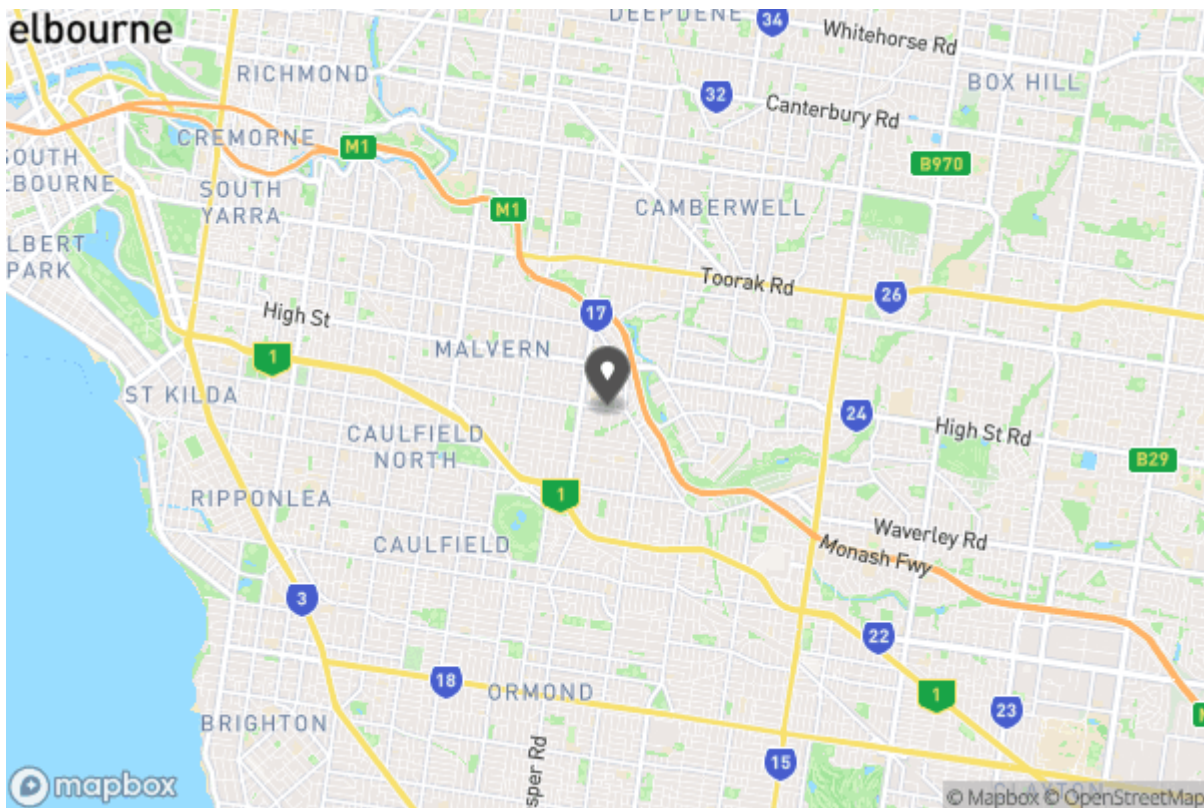 elbourne
DEEPDENE
34
Whitehorse Rd
RICHMOND
BOX HILL
32
Canterbury Rd
CREMORNE
M1
B970
SOUTH
LBOURNE
SOUTH
YARRA
M1
CAMBERWELL
LBERT
PARK
Toorak Rd
26
High St
17
MALVERN
1
ST KILDA
24
High St Rd
CAULFIELD
NORTH
B29
1
RIPPONLEA
Waverley Rd
CAULFIELD
Monash Fwy
3
22
18
ORMOND
1
23
BRIGHTON
M
sper Rd
15
mapbox
CLAYTON
© Mapbox © OpenStreetMap